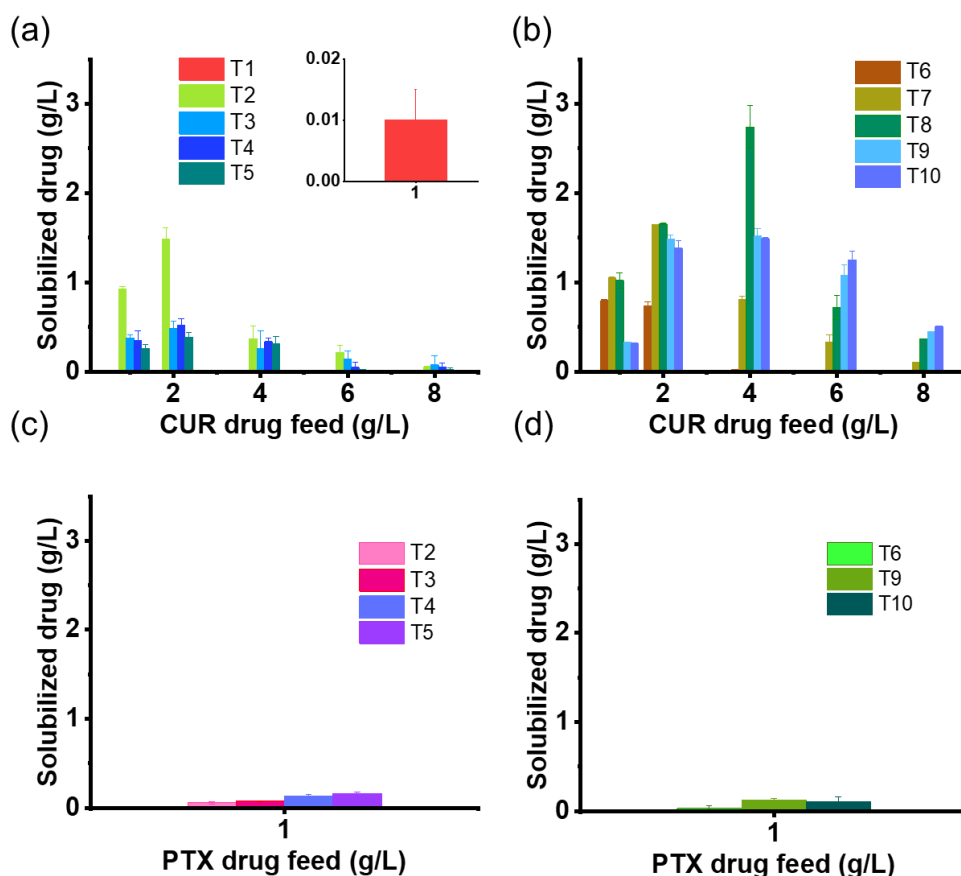 (a)
Solubilized drug (g/L)
3
2
1
0
2
4
6
8
CUR drug feed (g/L)
T1
T2
T3
T4
T5
0.02
0.01
0.00
1
(b)
Solubilized drug (g/L)
3
2
1
0
2
4
6
8
CUR drug feed (g/L)
T6
T7
T8
T9
T10
(c)
Solubilized drug (g/L)
3
2
1
0
1
PTX drug feed (g/L)
T2
T3
T4
T5
(d)
Solubilized drug (g/L)
3
2
1
0
1
PTX drug feed (g/L)
T6
T9
T10